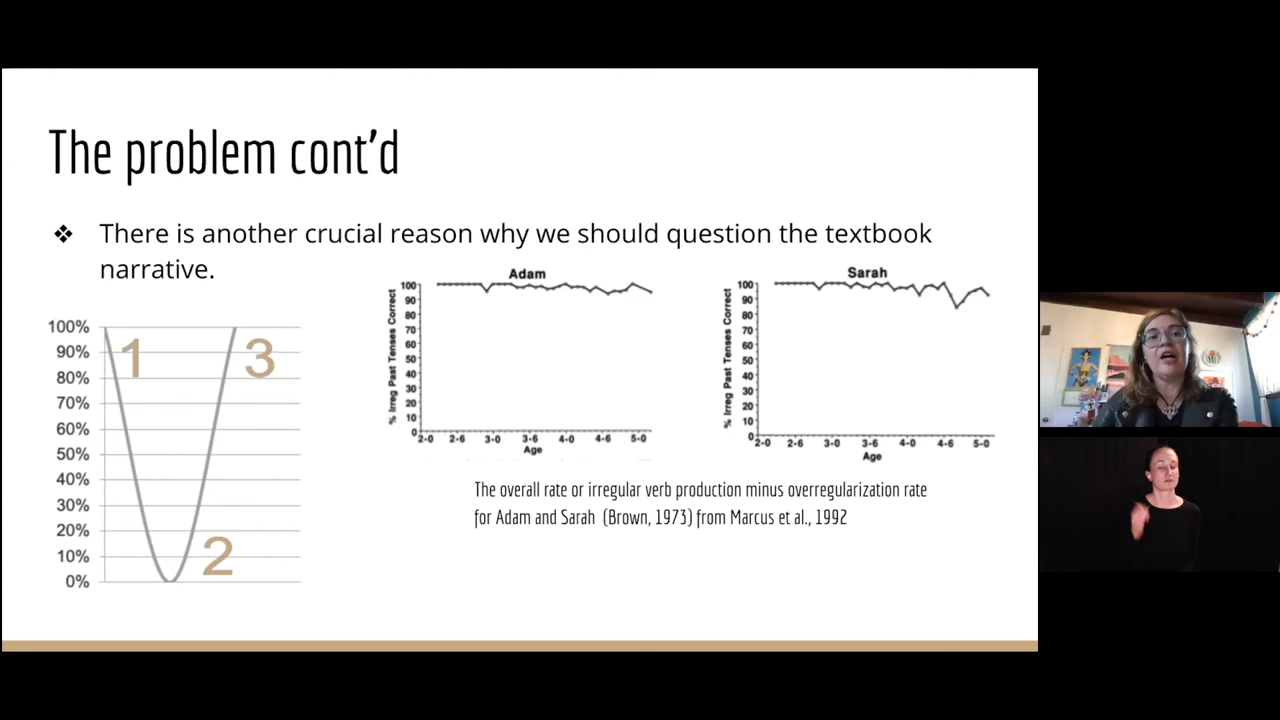 The problem cont'd
❖ There is another crucial reason why we should question the textbook
narrative.
100%
90%
80%
70%
60%
50%
40%
30%
20%
10%
0%
1
3
2
Adam
% Irreg Past Tenses Correct
100
90
80
70
60
50
40
30
20
10
0
2-0 2-6 3-0 3-6 4-0 4-6 5-0
Age
Sarah
% Irreg Past Tenses Correct
100
90
80
70
60
50
40
30
20
10
0
2-0 2-6 3-0 3-6 4-0 4-6 5-0
Age
The overall rate or irregular verb production minus overregularization rate
for Adam and Sarah (Brown, 1973) from Marcus et al., 1992